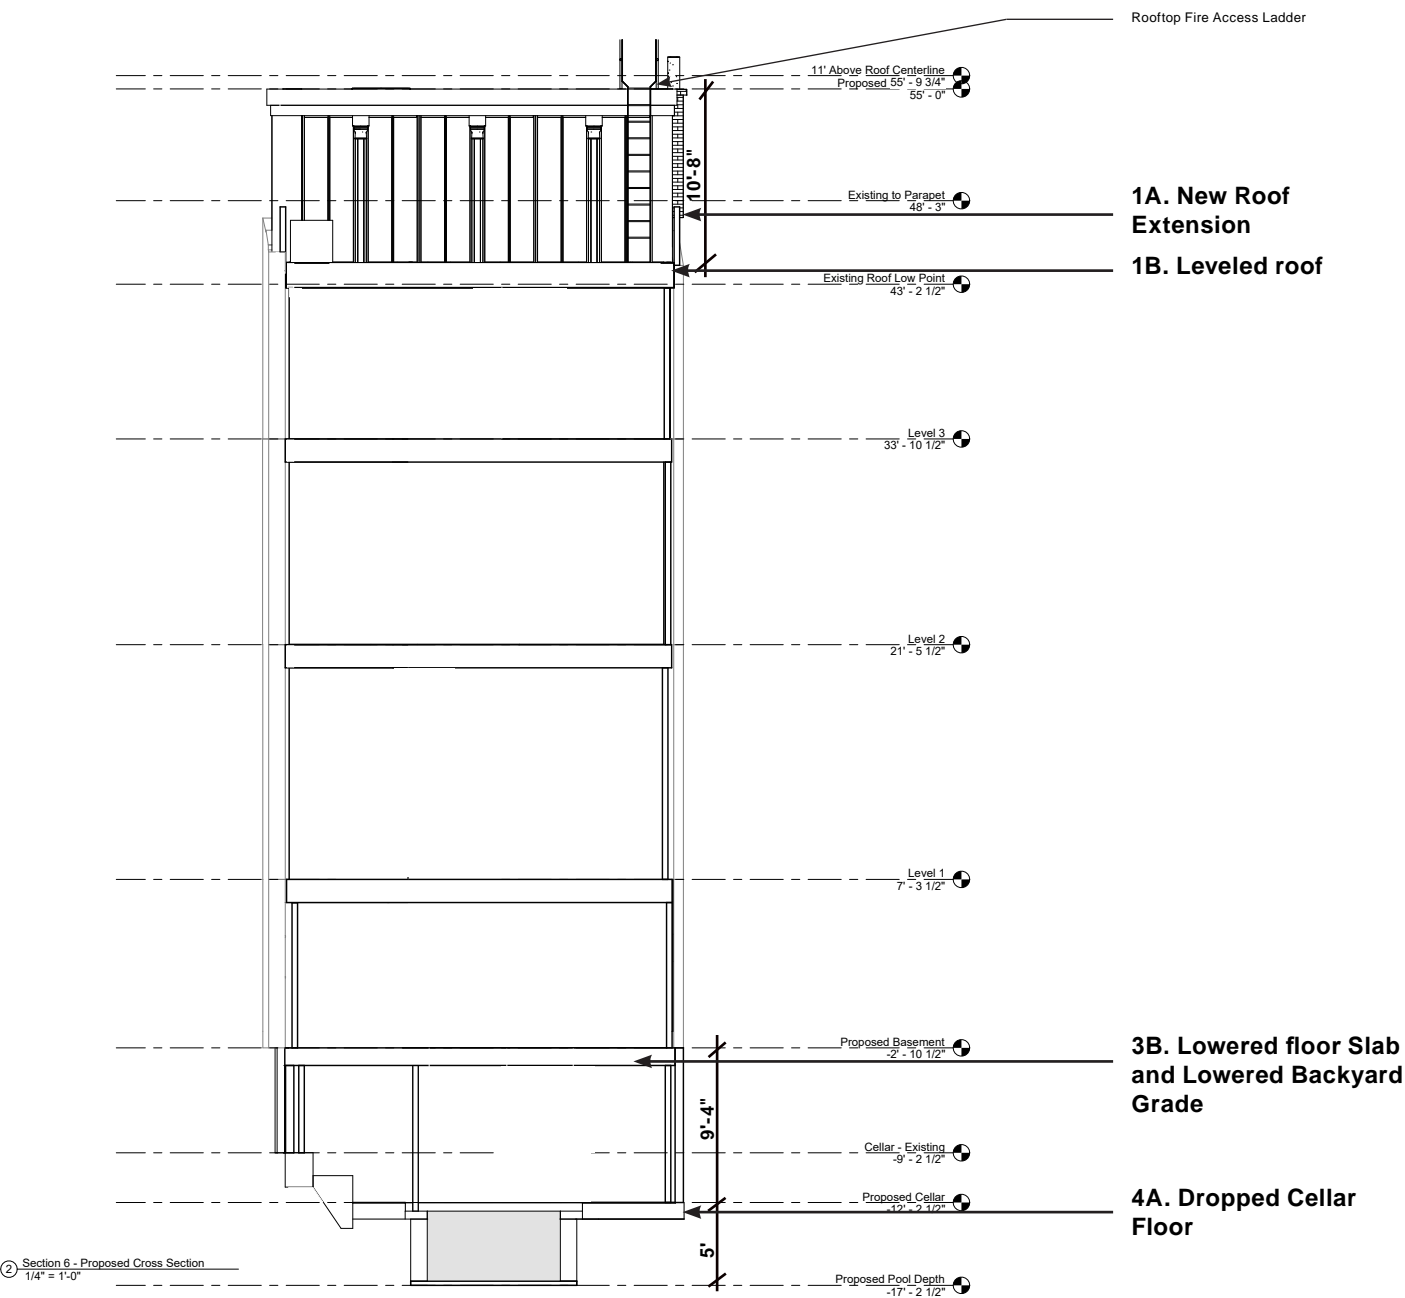 Rooftop Fire Access Ladder
11' Above Roof Centerline
55' - 9 3/4"
Proposed
55' - 0"
10'-8"
Existing to Parapet
48' - 3"
1A. New Roof
Extension
1B. Leveled roof
Existing Roof Low Point
43' - 2 1/2"
Level 3
33' - 10 1/2"
Level 2
21' - 5 1/2"
Level 1
7' - 3 1/2"
Proposed Basement
-2' - 10 1/2"
3B. Lowered floor Slab
and Lowered Backyard
Grade
9'-4"
Cellar - Existing
-9' - 2 1/2"
Proposed Cellar
-12' - 2 1/2"
4A. Dropped Cellar
Floor
5'
2
Section 6 - Proposed Cross Section
1/4" = 1'-0"
Proposed Pool Depth
-17' - 2 1/2"